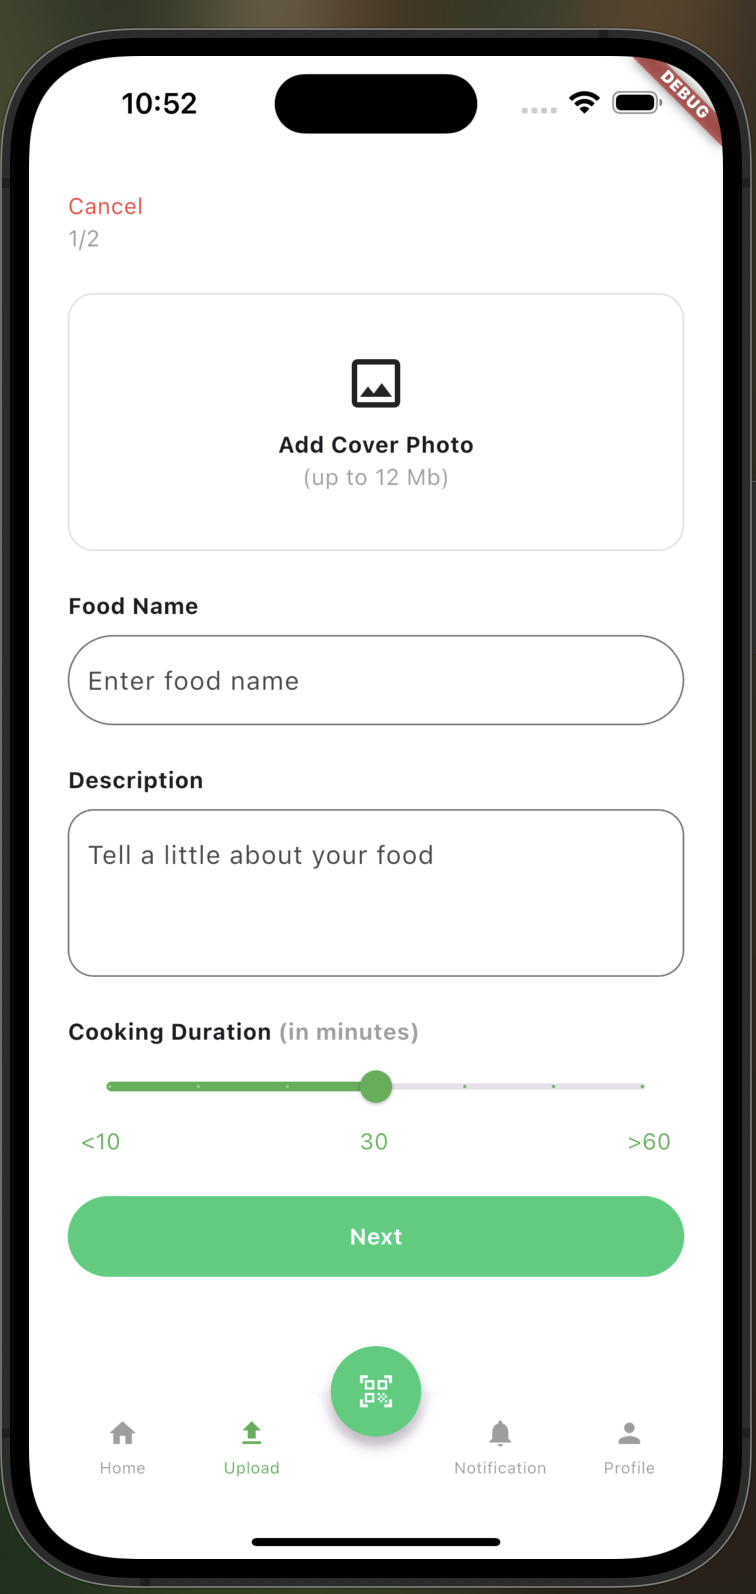 10:52
DEBUG
Cancel
1/2
Add Cover Photo
(up to 12 Mb)
Food Name
Enter food name
Description
Tell a little about your food
Cooking Duration (in minutes)
<10 30 >60
Next
Home Upload Notification Profile